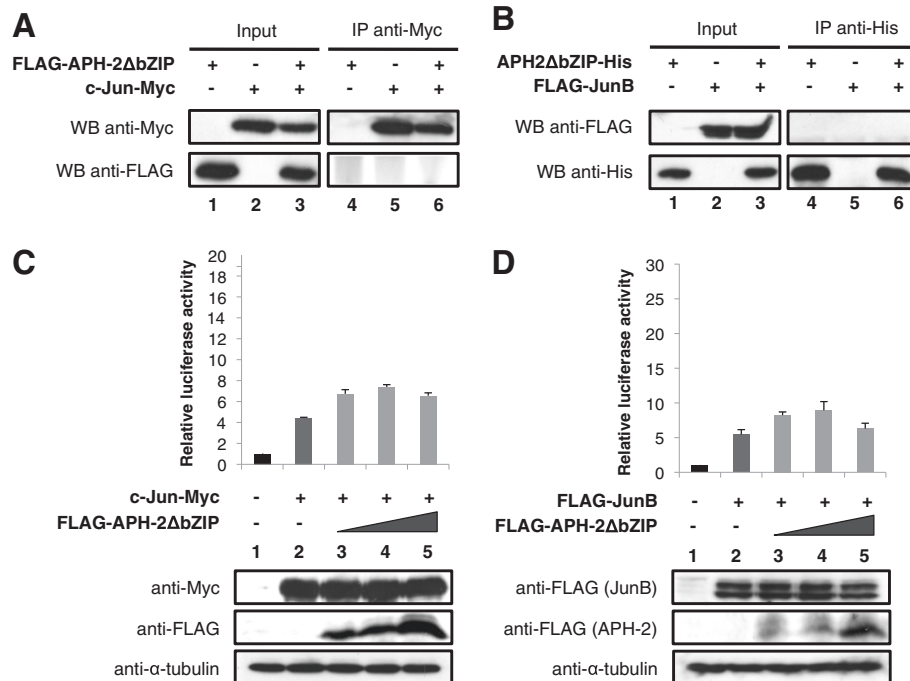 A
Input
IP anti-Myc
FLAG-APH-2ΔbZIP + - + + - +
c-Jun-Myc - + + - + +
WB anti-Myc
WB anti-FLAG
1 2 3 4 5 6
B
Input
IP anti-His
APH2ΔbZIP-His + - + + - +
FLAG-JunB - + + - + +
WB anti-FLAG
WB anti-His
1 2 3 4 5 6
C
Relative luciferase activity
20
18
16
14
12
10
8
6
4
2
0
c-Jun-Myc - + + + +
FLAG-APH-2ΔbZIP - -
1 2 3 4 5
anti-Myc
anti-FLAG
anti-α-tubulin
D
Relative luciferase activity
30
25
20
15
10
5
0
FLAG-JunB - + + + +
FLAG-APH-2ΔbZIP - -
1 2 3 4 5
anti-FLAG (JunB)
anti-FLAG (APH-2)
anti-α-tubulin